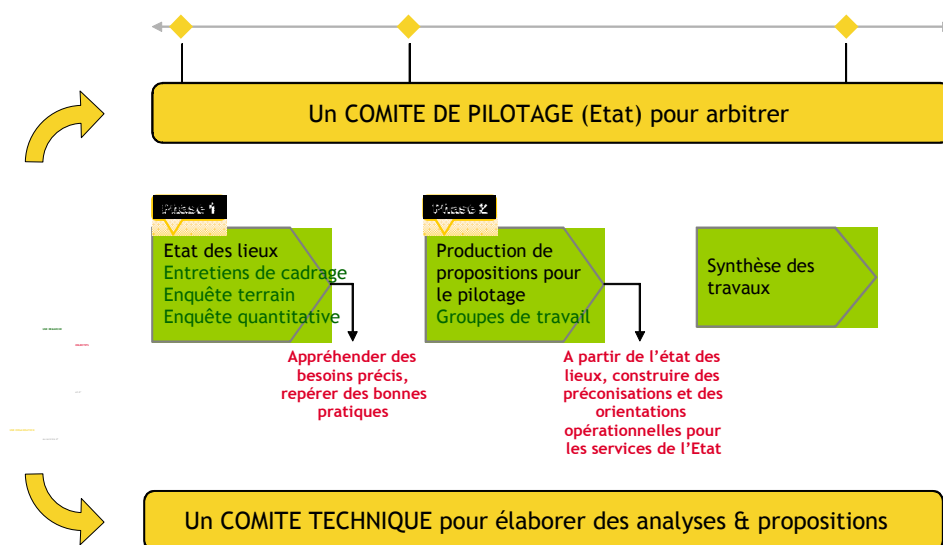 Un COMITE DE PILOTAGE (Etat) pour arbitrer
Phase 1
Etat des lieux
Entretiens de cadrage
Enquête terrain
Enquête quantitative
Appréhender des
besoins précis,
repérer des bonnes
pratiques
Phase 2
Production de
propositions pour
le pilotage
Groupes de travail
A partir de l’état des
lieux, construire des
préconisations et des
orientations
opérationnelles pour
les services de l’Etat
Synthèse des
travaux
Un COMITE TECHNIQUE pour élaborer des analyses & propositions